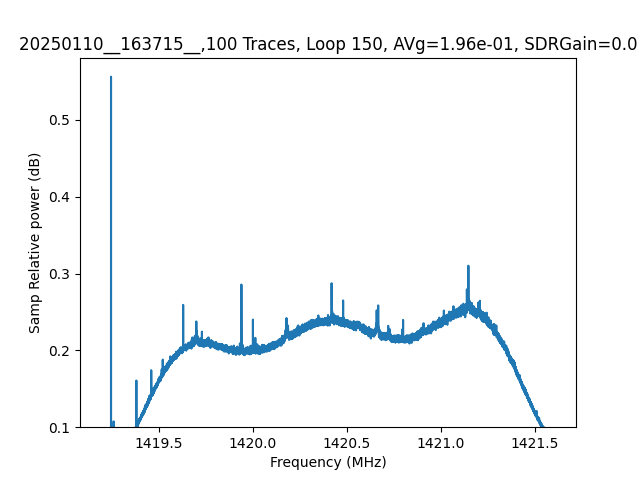 20250110__163715__,100 Traces, Loop 150, AVg=1.96e-01, SDRGain=0.0
Samp Relative power (dB)
0.5
0.4
0.3
0.2
0.1
1419.5 1420.0 1420.5 1421.0 1421.5
Frequency (MHz)